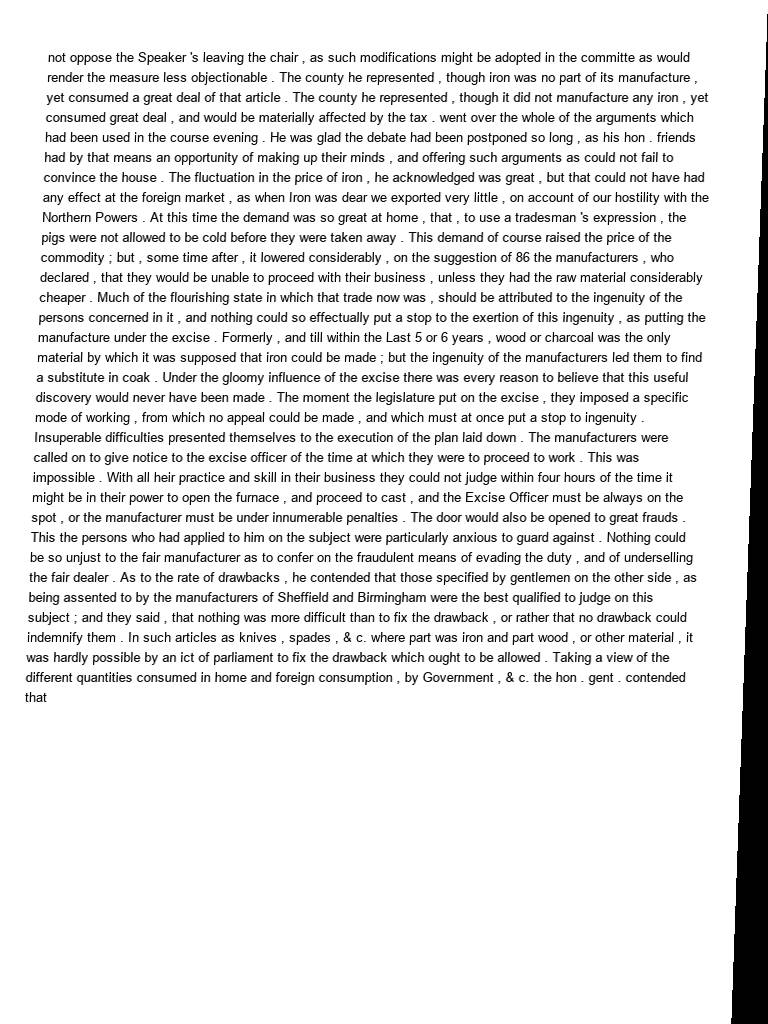 not oppose the Speaker 's leaving the chair , as such modifications might be adopted in the committe as would
render the measure less objectionable . The county he represented , though iron was no part of its manufacture ,
yet consumed a great deal of that article . The county he represented , though it did not manufacture any iron , yet
consumed great deal , and would be materially affected by the tax . went over the whole of the arguments which
had been used in the course evening . He was glad the debate had been postponed so long , as his hon . friends
had by that means an opportunity of making up their minds , and offering such arguments as could not fail to
convince the house . The fluctuation in the price of iron , he acknowledged was great , but that could not have had
any effect at the foreign market , as when Iron was dear we exported very little , on account of our hostility with the
Northern Powers . At this time the demand was so great at home , that , to use a tradesman 's expression , the
pigs were not allowed to be cold before they were taken away . This demand of course raised the price of the
commodity ; but , some time after , it lowered considerably , on the suggestion of 86 the manufacturers , who
declared , that they would be unable to proceed with their business , unless they had the raw material considerably
cheaper . Much of the flourishing state in which that trade now was , should be attributed to the ingenuity of the
persons concerned in it , and nothing could so effectually put a stop to the exertion of this ingenuity , as putting the
manufacture under the excise . Formerly , and till within the Last 5 or 6 years , wood or charcoal was the only
material by which it was supposed that iron could be made ; but the ingenuity of the manufacturers led them to find
a substitute in coak . Under the gloomy influence of the excise there was every reason to believe that this useful
discovery would never have been made . The moment the legislature put on the excise , they imposed a specific
mode of working , from which no appeal could be made , and which must at once put a stop to ingenuity .
Insuperable difficulties presented themselves to the execution of the plan laid down . The manufacturers were
called on to give notice to the excise officer of the time at which they were to proceed to work . This was
impossible . With all heir practice and skill in their business they could not judge within four hours of the time it
might be in their power to open the furnace , and proceed to cast , and the Excise Officer must be always on the
spot , or the manufacturer must be under innumerable penalties . The door would also be opened to great frauds .
This the persons who had applied to him on the subject were particularly anxious to guard against . Nothing could
be so unjust to the fair manufacturer as to confer on the fraudulent means of evading the duty , and of underselling
the fair dealer . As to the rate of drawbacks , he contended that those specified by gentlemen on the other side , as
being assented to by the manufacturers of Sheffield and Birmingham were the best qualified to judge on this
subject ; and they said , that nothing was more difficult than to fix the drawback , or rather that no drawback could
indemnify them . In such articles as knives , spades , & c. where part was iron and part wood , or other material , it
was hardly possible by an ict of parliament to fix the drawback which ought to be allowed . Taking a view of the
different quantities consumed in home and foreign consumption , by Government , & c. the hon . gent . contended
that